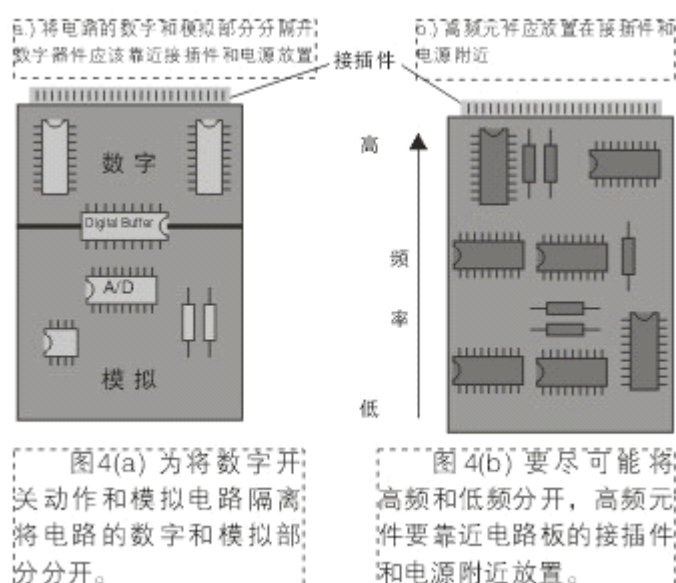 a.) 将电路的数字和模拟部分分隔开
数字器件应该靠近接插件和电源放置
接插件
b.) 高频元件应放置在接插件和
电源附近
数字
Digital Buffer
A/D
模拟
高
频
率
低
图4(a) 为将数字开
关动作和模拟电路隔离
将电路的数字和模拟部
分分开。
图4(b) 要尽可能将
高频和低频分开，高频元
件要靠近电路板的接插件
和电源附近放置。